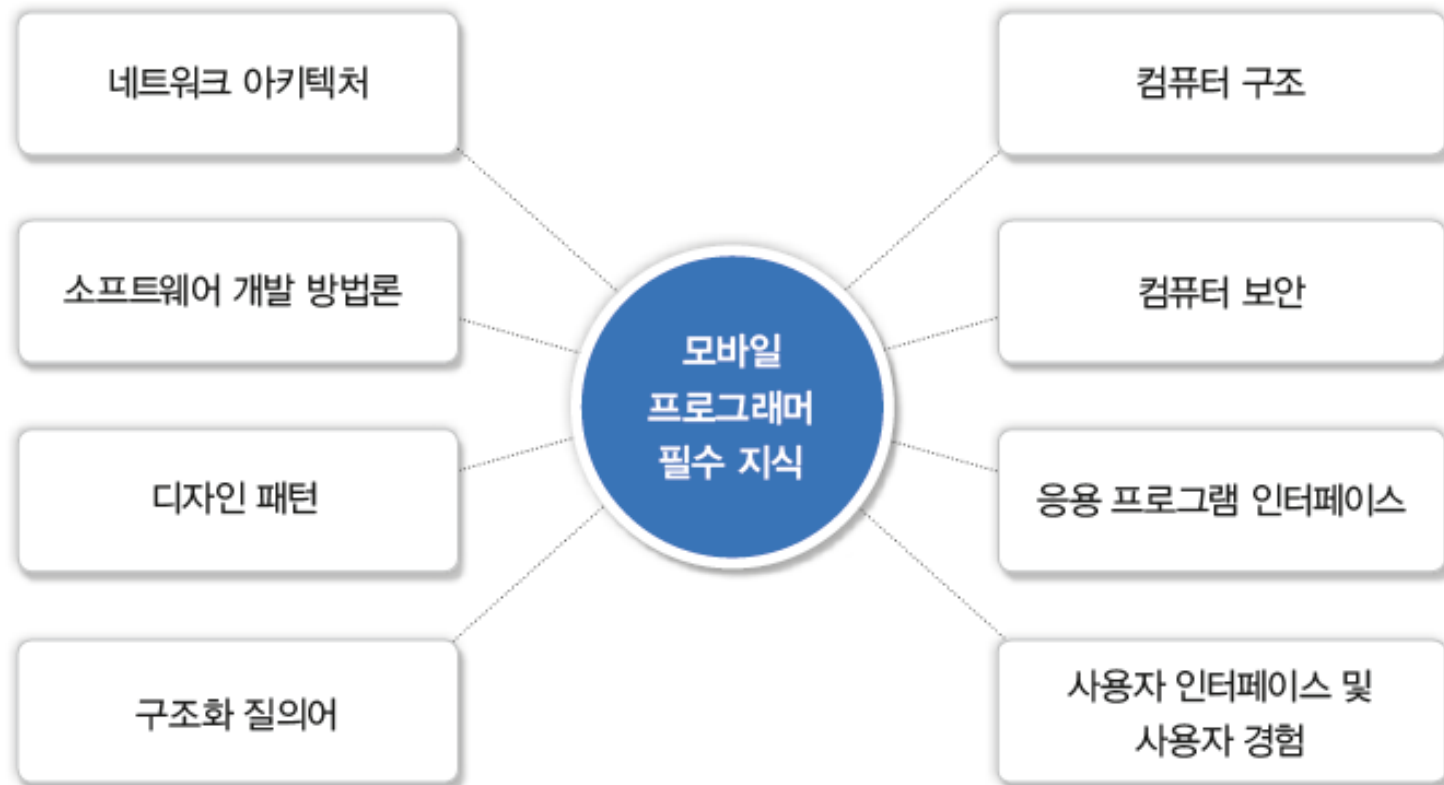 네트워크 아키텍처
소프트웨어 개발 방법론
디자인 패턴
구조화 질의어
모바일
프로그래머
필수 지식
컴퓨터 구조
컴퓨터 보안
응용 프로그램 인터페이스
사용자 인터페이스 및
사용자 경험